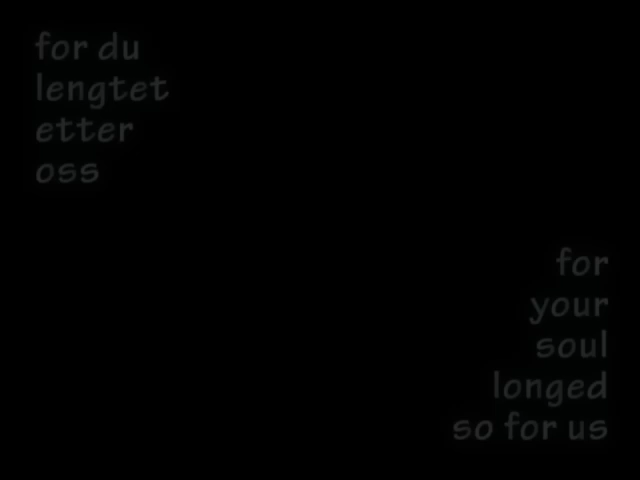 for du
lengtet
etter
oss
for
your
soul
longed
so for us